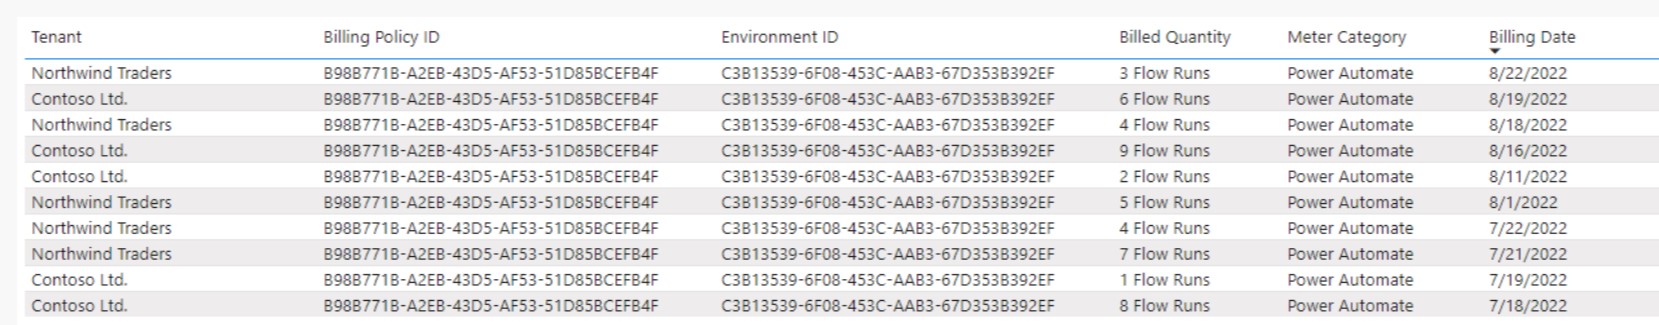 Tenant Billing Policy ID Environment ID Billed Quantity Meter Category Billing Date
Northwind Traders B98B771B-A2EB-43D5-AF53-51D85BCEFB4F C3B13539-6F08-453C-AAB3-67D353B392EF 3 Flow Runs Power Automate 8/22/2022
Contoso Ltd. B98B771B-A2EB-43D5-AF53-51D85BCEFB4F C3B13539-6F08-453C-AAB3-67D353B392EF 6 Flow Runs Power Automate 8/19/2022
Northwind Traders B98B771B-A2EB-43D5-AF53-51D85BCEFB4F C3B13539-6F08-453C-AAB3-67D353B392EF 4 Flow Runs Power Automate 8/18/2022
Contoso Ltd. B98B771B-A2EB-43D5-AF53-51D85BCEFB4F C3B13539-6F08-453C-AAB3-67D353B392EF 9 Flow Runs Power Automate 8/16/2022
Contoso Ltd. B98B771B-A2EB-43D5-AF53-51D85BCEFB4F C3B13539-6F08-453C-AAB3-67D353B392EF 2 Flow Runs Power Automate 8/11/2022
Northwind Traders B98B771B-A2EB-43D5-AF53-51D85BCEFB4F C3B13539-6F08-453C-AAB3-67D353B392EF 5 Flow Runs Power Automate 8/1/2022
Northwind Traders B98B771B-A2EB-43D5-AF53-51D85BCEFB4F C3B13539-6F08-453C-AAB3-67D353B392EF 4 Flow Runs Power Automate 7/22/2022
Northwind Traders B98B771B-A2EB-43D5-AF53-51D85BCEFB4F C3B13539-6F08-453C-AAB3-67D353B392EF 7 Flow Runs Power Automate 7/21/2022
Contoso Ltd. B98B771B-A2EB-43D5-AF53-51D85BCEFB4F C3B13539-6F08-453C-AAB3-67D353B392EF 1 Flow Runs Power Automate 7/19/2022
Contoso Ltd. B98B771B-A2EB-43D5-AF53-51D85BCEFB4F C3B13539-6F08-453C-AAB3-67D353B392EF 8 Flow Runs Power Automate 7/18/2022